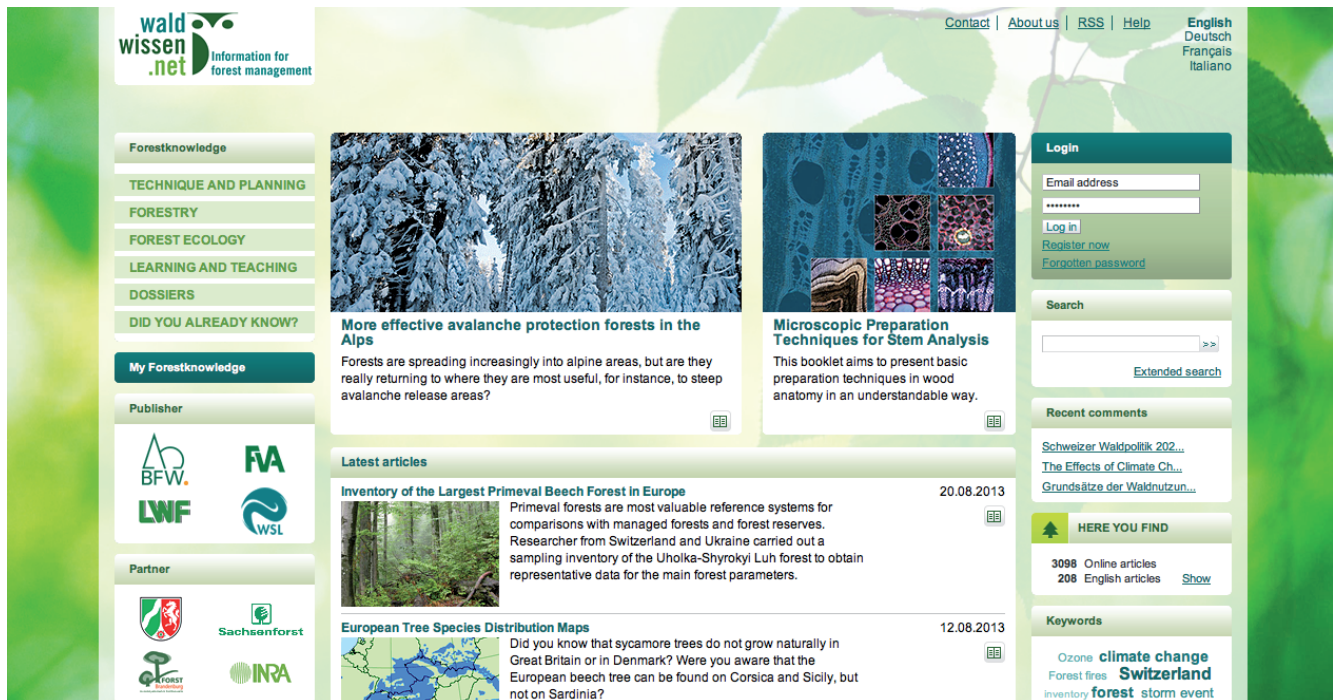 wald
wissen
.net
Information for
forest management
Contact | About us | RSS | Help
English
Deutsch
Français
Italiano
Forestknowledge
TECHNIQUE AND PLANNING
FORESTRY
FOREST ECOLOGY
LEARNING AND TEACHING
DOSSIERS
DID YOU ALREADY KNOW?
My Forestknowledge
Publisher
BFW.
FVA
LWF
WSL
Partner
Sachsenforst
FORST
Brandenburg
INRA
More effective avalanche protection forests in the
Alps
Forests are spreading increasingly into alpine areas, but are they
really returning to where they are most useful, for instance, to steep
avalanche release areas?
Microscopic Preparation
Techniques for Stem Analysis
This booklet aims to present basic
preparation techniques in wood
anatomy in an understandable way.
Latest articles
Inventory of the Largest Primeval Beech Forest in Europe
20.08.2013
Primeval forests are most valuable reference systems for
comparisons with managed forests and forest reserves.
Researcher from Switzerland and Ukraine carried out a
sampling inventory of the Uholka-Shyrokyi Luh forest to obtain
representative data for the main forest parameters.
European Tree Species Distribution Maps
12.08.2013
Did you know that sycamore trees do not grow naturally in
Great Britain or in Denmark? Were you aware that the
European beech tree can be found on Corsica and Sicily, but
not on Sardinia?
Login
Email address
••••••••
Log in
Register now
Forgotten password
Search
>>
Extended search
Recent comments
Schweizer Waldpolitik 202...
The Effects of Climate Ch...
Grundsätze der Waldnutzun...
HERE YOU FIND
3098 Online articles
208 English articles Show
Keywords
Ozone climate change
Forest fires Switzerland
inventory forest storm event